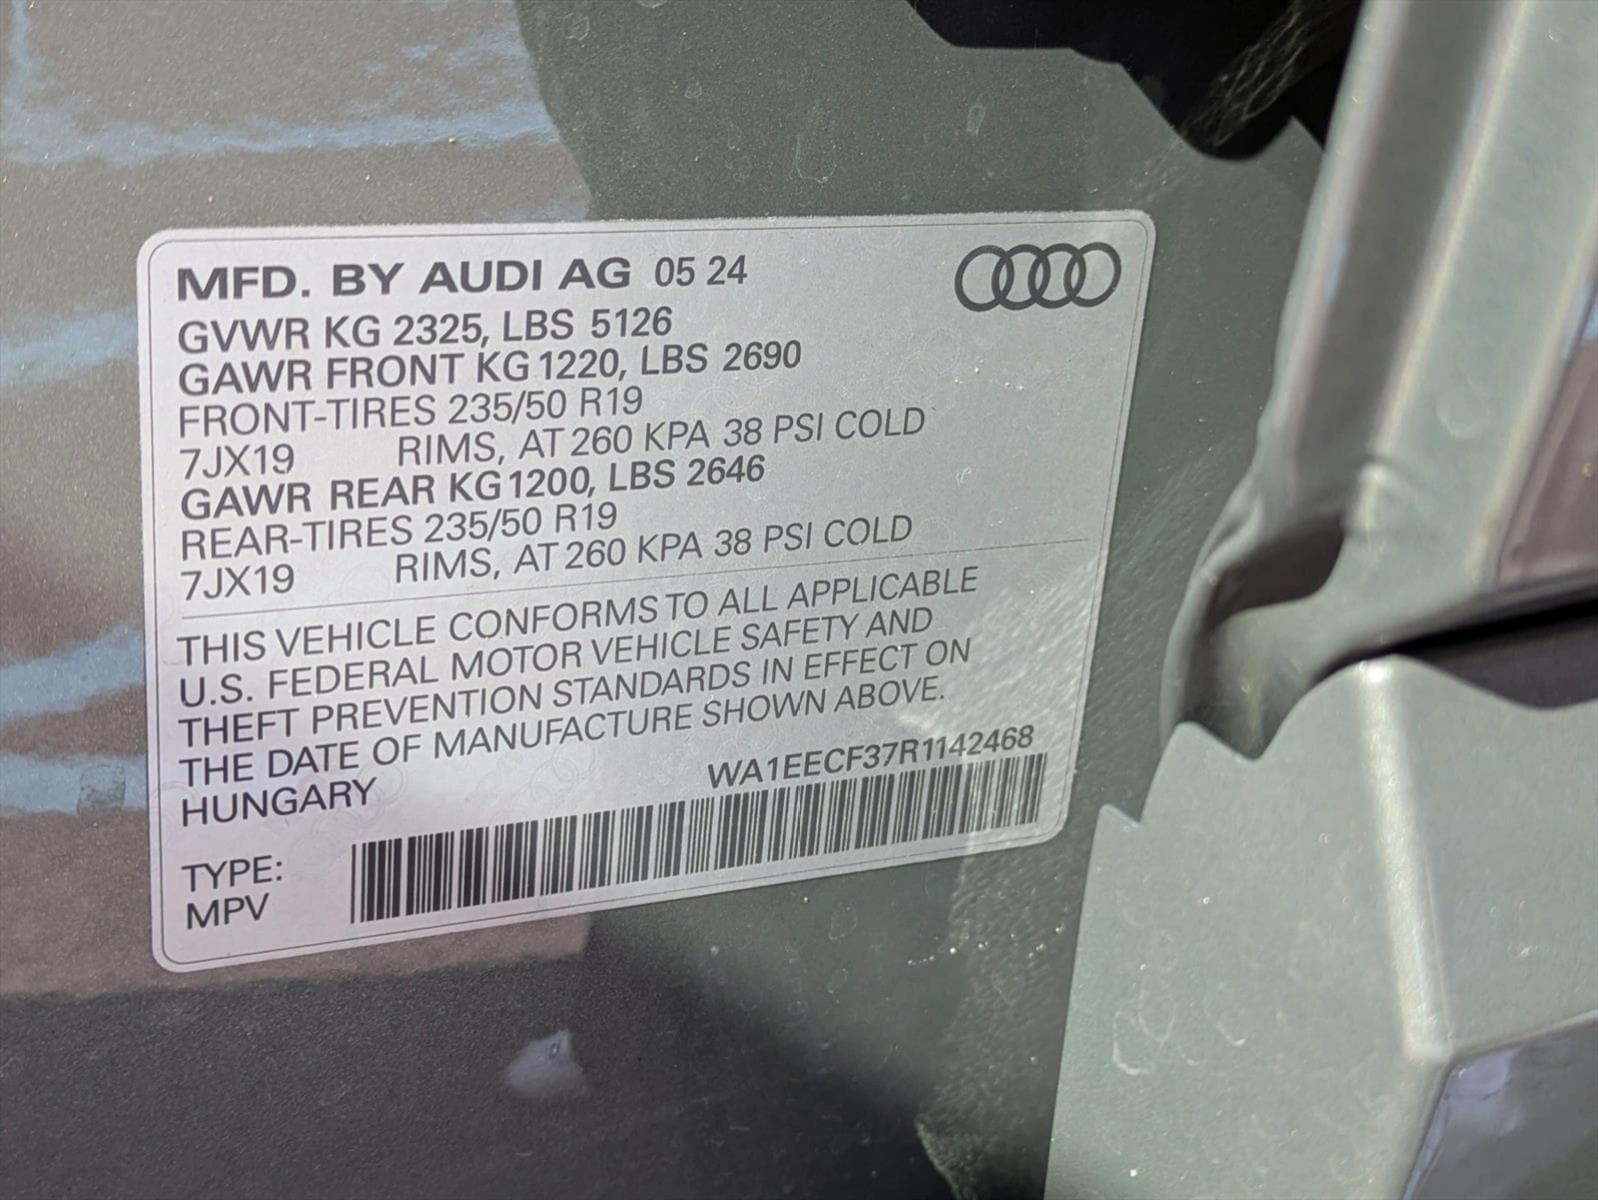 MFD. BY AUDI AG 05 24
GVWR KG 2325, LBS 5126
GAWR FRONT KG 1220, LBS 2690
FRONT-TIRES 235/50 R19
7JX19 RIMS, AT 260 KPA 38 PSI COLD
GAWR REAR KG 1200, LBS 2646
REAR-TIRES 235/50 R19
7JX19 RIMS, AT 260 KPA 38 PSI COLD
THIS VEHICLE CONFORMS TO ALL APPLICABLE
U.S. FEDERAL MOTOR VEHICLE SAFETY AND
THEFT PREVENTION STANDARDS IN EFFECT ON
THE DATE OF MANUFACTURE SHOWN ABOVE.
HUNGARY WA1EECF37R1142468
TYPE:
MPV